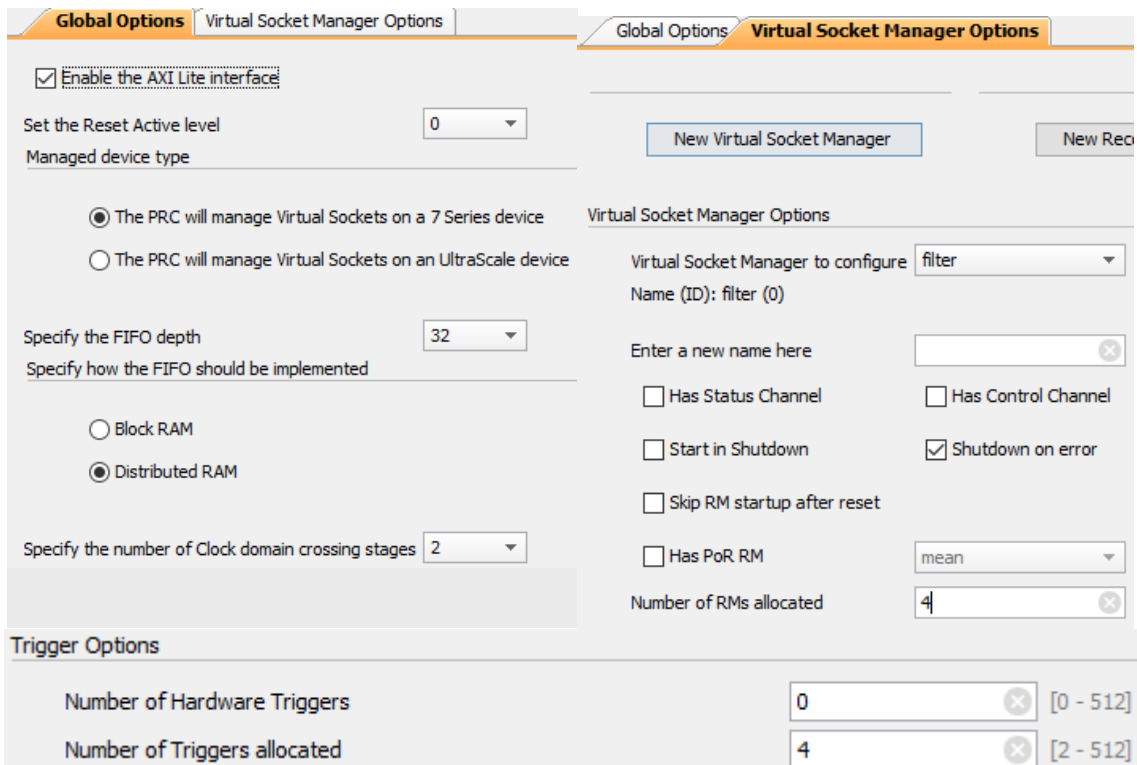 Global Options Virtual Socket Manager Options
Enable the AXI Lite interface
Set the Reset Active level 0
Managed device type
The PRC will manage Virtual Sockets on a 7 Series device
The PRC will manage Virtual Sockets on an UltraScale device
Specify the FIFO depth 32
Specify how the FIFO should be implemented
Block RAM
Distributed RAM
Specify the number of Clock domain crossing stages 2
Global Options Virtual Socket Manager Options
New Virtual Socket Manager New Reco
Virtual Socket Manager Options
Virtual Socket Manager to configure filter
Name (ID): filter (0)
Enter a new name here
Has Status Channel Has Control Channel
Start in Shutdown Shutdown on error
Skip RM startup after reset
Has PoR RM mean
Number of RMs allocated 4
Trigger Options
Number of Hardware Triggers 0 [0 - 512]
Number of Triggers allocated 4 [2 - 512]